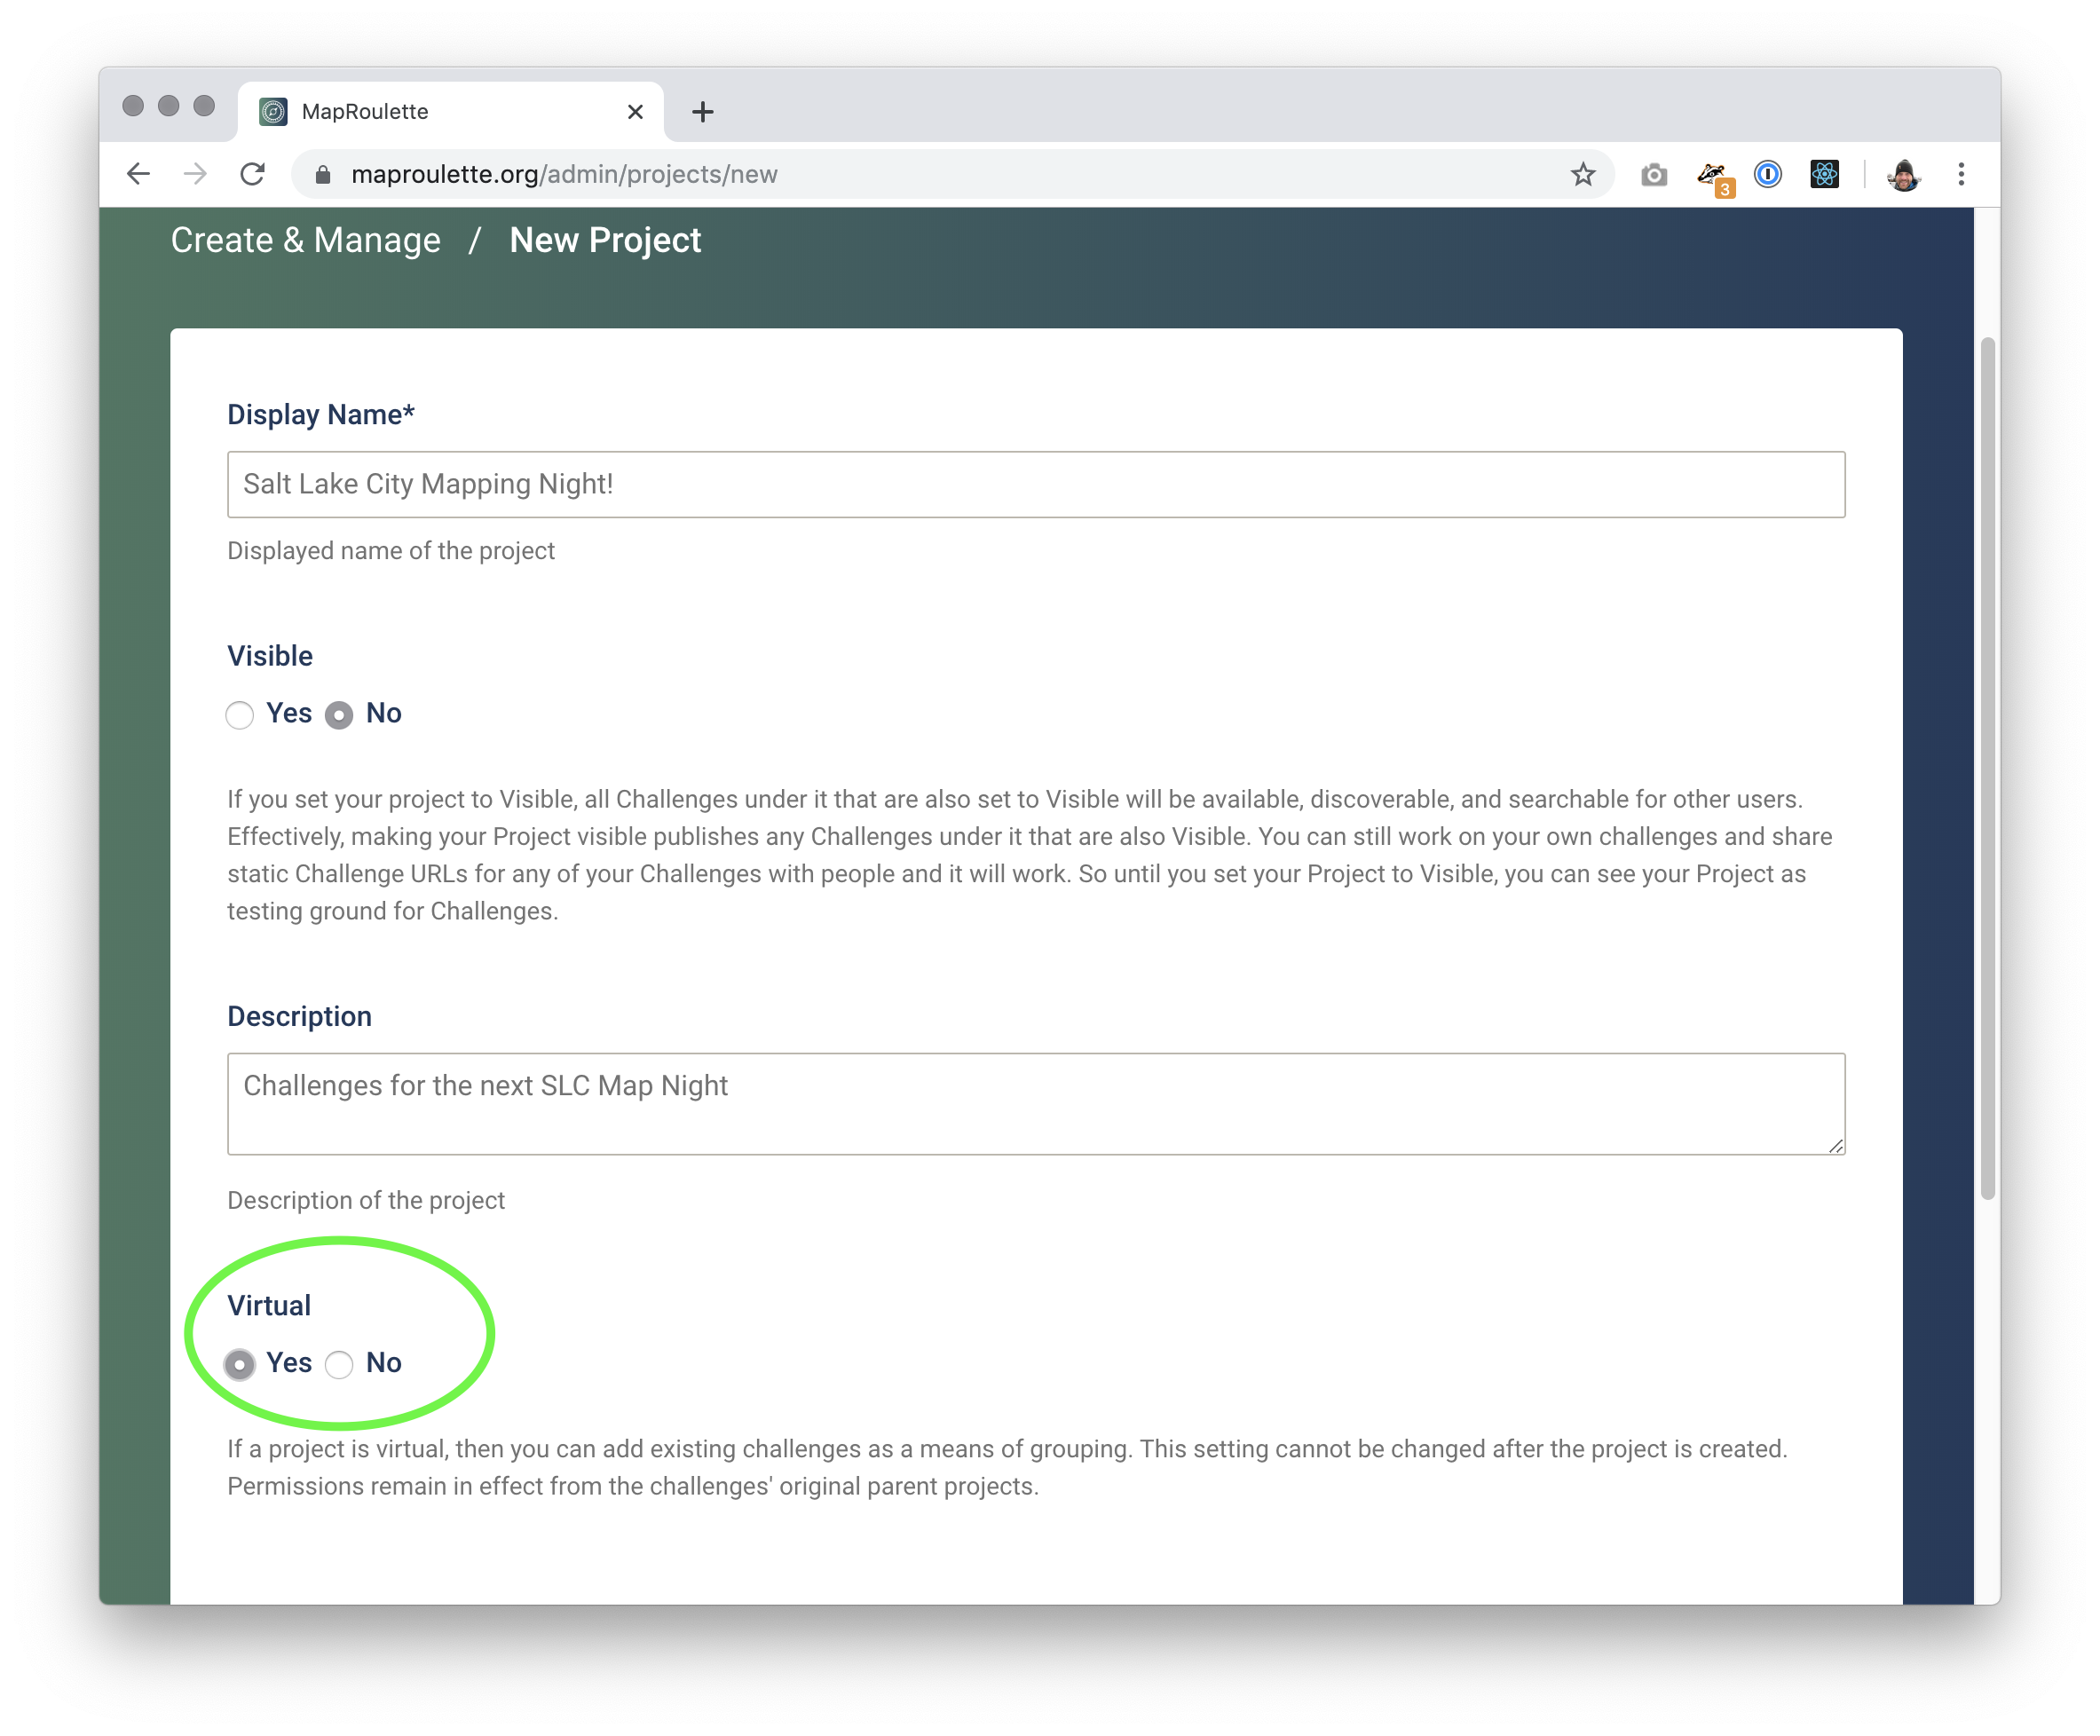 MapRoulette
maproulette.org/admin/projects/new
3
Create & Manage / New Project
Display Name*
Salt Lake City Mapping Night!
Displayed name of the project
Visible
Yes No
If you set your project to Visible, all Challenges under it that are also set to Visible will be available, discoverable, and searchable for other users.
Effectively, making your Project visible publishes any Challenges under it that are also Visible. You can still work on your own challenges and share
static Challenge URLs for any of your Challenges with people and it will work. So until you set your Project to Visible, you can see your Project as
testing ground for Challenges.
Description
Challenges for the next SLC Map Night
Description of the project
Virtual
Yes No
If a project is virtual, then you can add existing challenges as a means of grouping. This setting cannot be changed after the project is created.
Permissions remain in effect from the challenges' original parent projects.